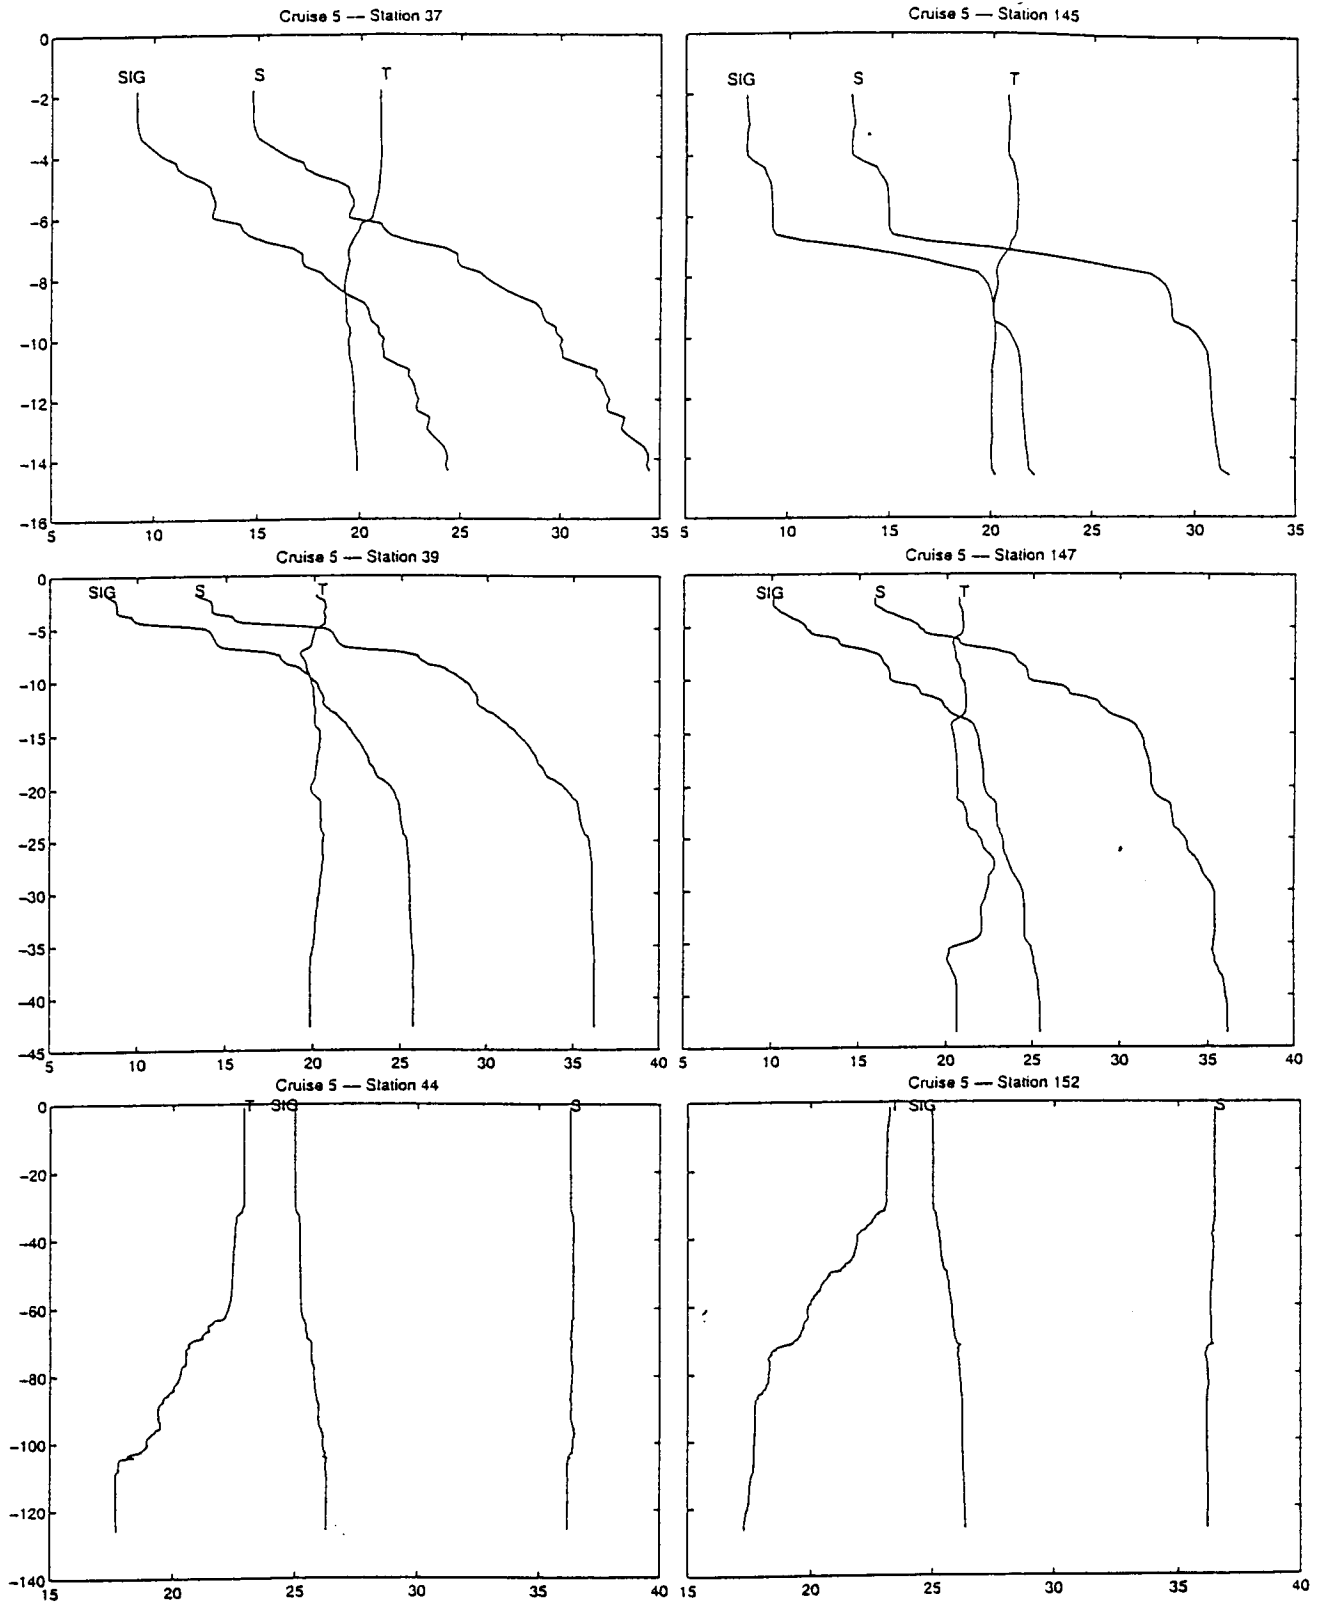 Cruise 5 — Station 37
0
SIG S T
−2
−4
−6
−8
−10
−12
−14
−16
5 10 15 20 25 30 35
Cruise 5 — Station 145
SIG S T
5 10 15 20 25 30 35
Cruise 5 — Station 39
0
SIG S T
−5
−10
−15
−20
−25
−30
−35
−40
−45
5 10 15 20 25 30 35 40
Cruise 5 — Station 147
SIG S T
5 10 15 20 25 30 35 40
Cruise 5 — Station 44
0
T SIG S
−20
−40
−60
−80
−100
−120
−140
15 20 25 30 35 40
Cruise 5 — Station 152
T SIG S
15 20 25 30 35 40